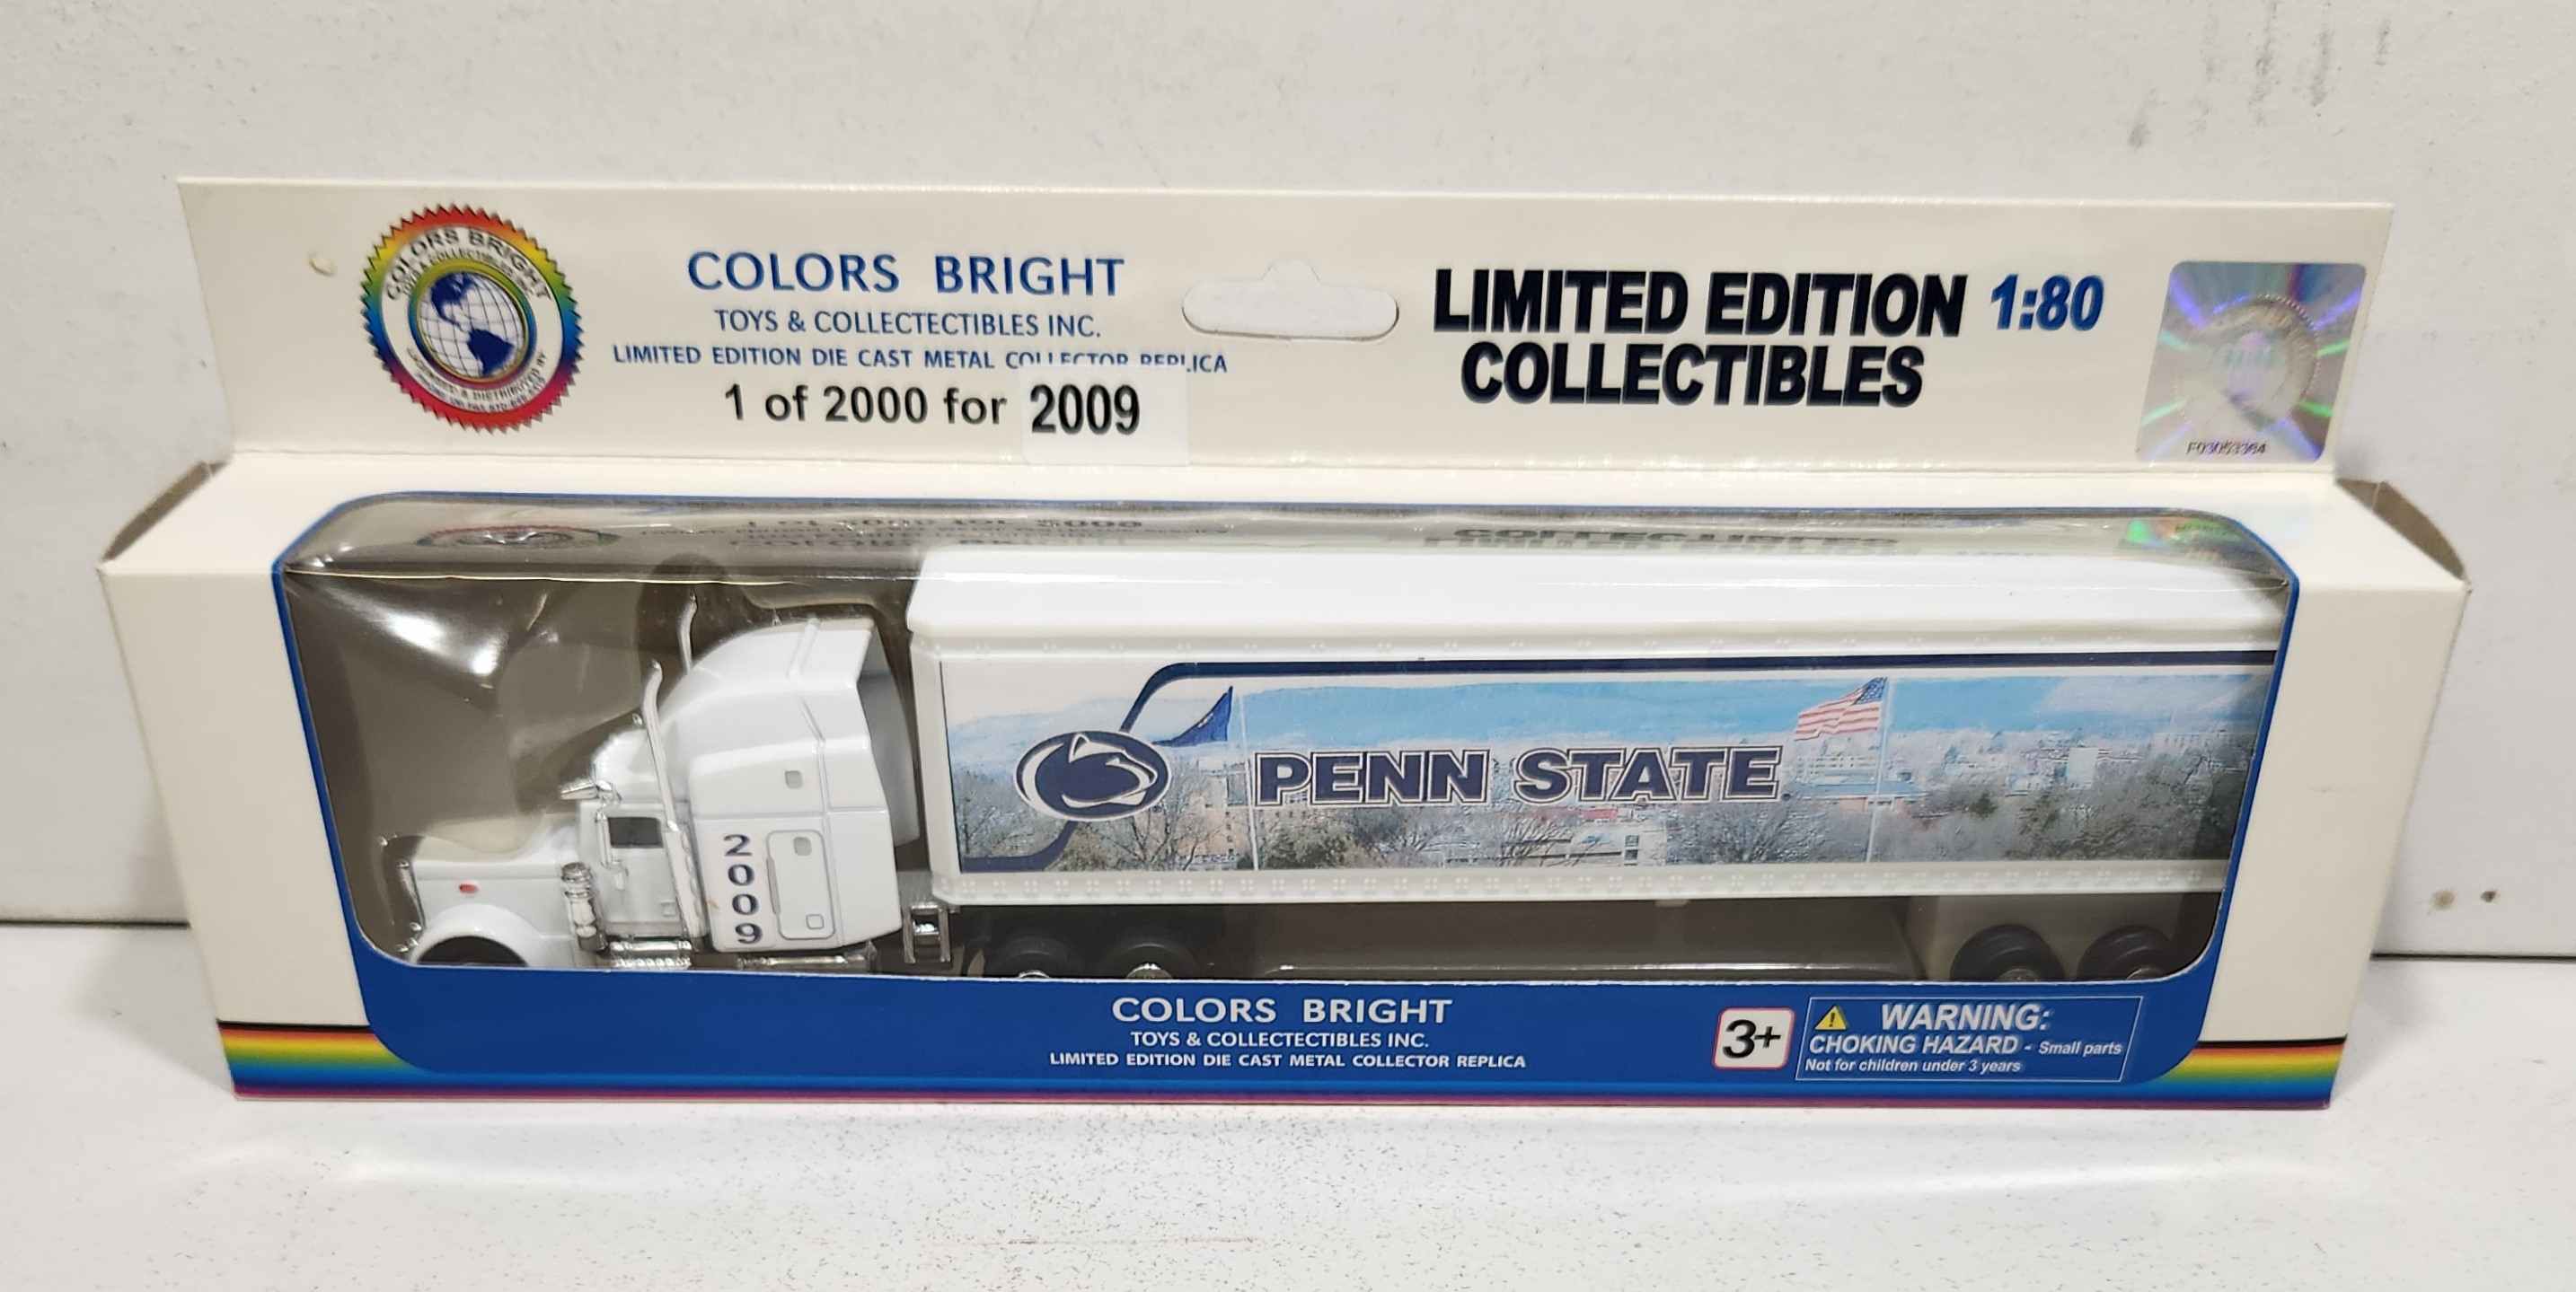 COLORS BRIGHT
COLORS BRIGHT
TOYS & COLLECTECTIBLES INC.
LIMITED EDITION DIE CAST METAL COLLECTOR REPLICA
1 of 2000 for 2009
LIMITED EDITION 1:80
COLLECTIBLES
PENN STATE
2009
COLORS BRIGHT
TOYS & COLLECTECTIBLES INC.
LIMITED EDITION DIE CAST METAL COLLECTOR REPLICA
3+
WARNING:
CHOKING HAZARD - Small parts
Not for children under 3 years